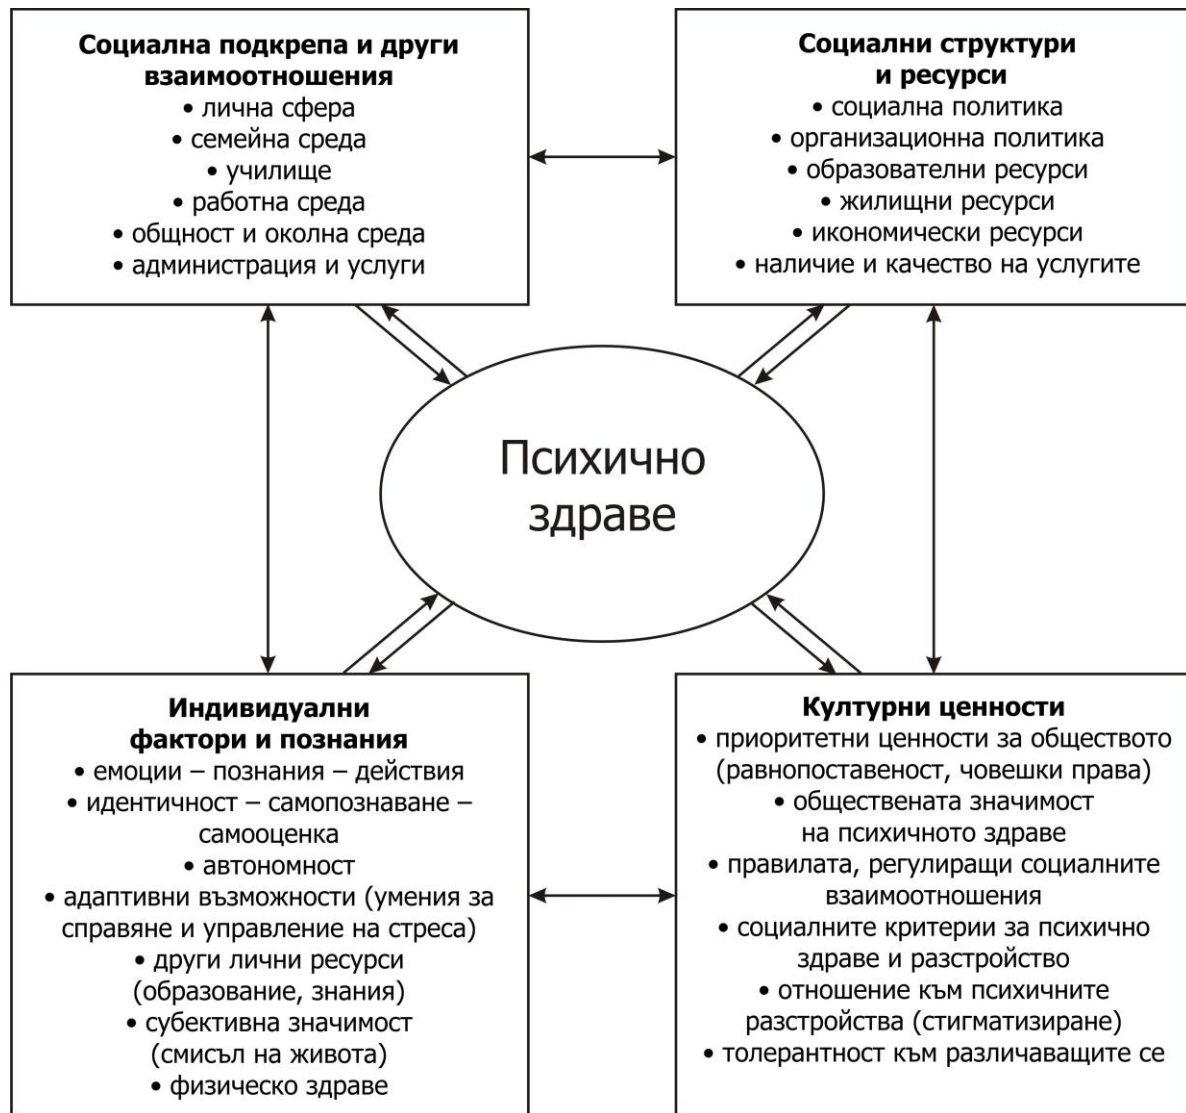 Социална подкрепа и други
взаимоотношения
• лична сфера
• семейна среда
• училище
• работна среда
• общност и околна среда
• администрация и услуги
Социални структури
и ресурси
• социална политика
• организационна политика
• образователни ресурси
• жилищни ресурси
• икономически ресурси
• наличие и качество на услугите
Психично
здраве
Индивидуални
фактори и познания
• емоции – познания – действия
• идентичност – самопознаване –
самооценка
• автономност
• адаптивни възможности (умения за
справяне и управление на стреса)
• други лични ресурси
(образование, знания)
• субективна значимост
(смисъл на живота)
• физическо здраве
Културни ценности
• приоритетни ценности за обществото
(равнопоставеност, човешки права)
• обществената значимост
на психичното здраве
• правилата, регулиращи социалните
взаимоотношения
• социалните критерии за психично
здраве и разстройство
• отношение към психичните
разстройства (стигматизиране)
• толерантност към различаващите се